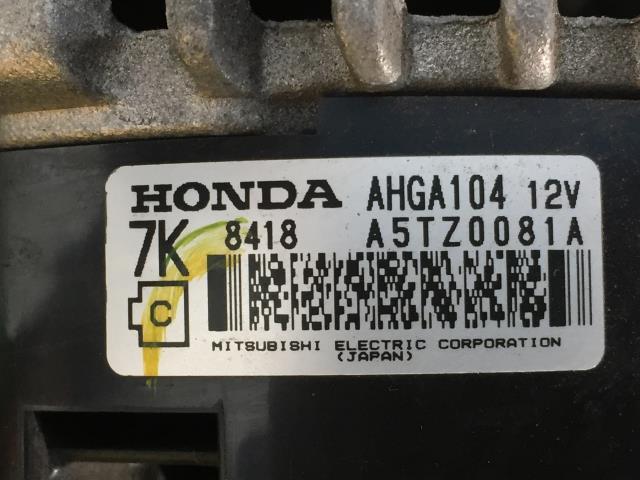 HONDA AHGA104 12V
7K 8418 A5TZ0081A
C
MITSUBISHI ELECTRIC CORPORATION
(JAPAN)